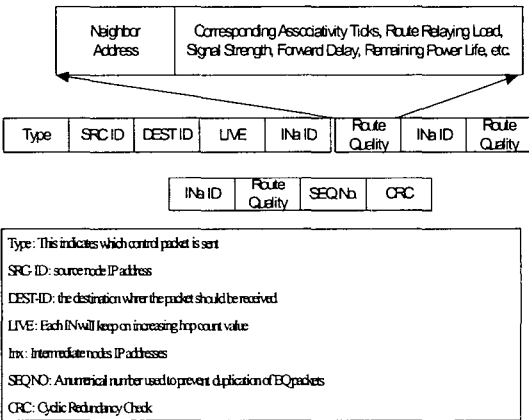 Neighbor
Address
Corresponding Associativity Ticks, Route Relaying Load,
Signal Strength, Forward Delay, Remaining Power Life, etc.
Type SRC ID DEST ID LIVE INa ID Route Quality INa ID Route Quality
INa ID Route Quality SEQ No. CRC
Type : This indicates which control packet is sent
SRC-ID : source node IP address
DEST-ID : the destination whrer the packet should be received.
LIVE : Each IN will keep on increasing hop count value
Inx : Intermediate nodes IP addresses
SEQ NO : A numerical number used to prevent duplication of BQ packets
CRC : Cyclic Redundancy Check